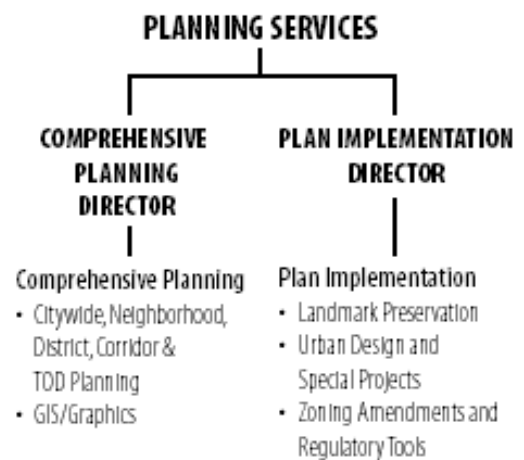 PLANNING SERVICES
COMPREHENSIVE
PLANNING
DIRECTOR
Comprehensive Planning
• Citywide, Neighborhood,
District, Corridor &
TOD Planning
• GIS/Graphics
PLAN IMPLEMENTATION
DIRECTOR
Plan Implementation
• Landmark Preservation
• Urban Design and
Special Projects
• Zoning Amendments and
Regulatory Tools